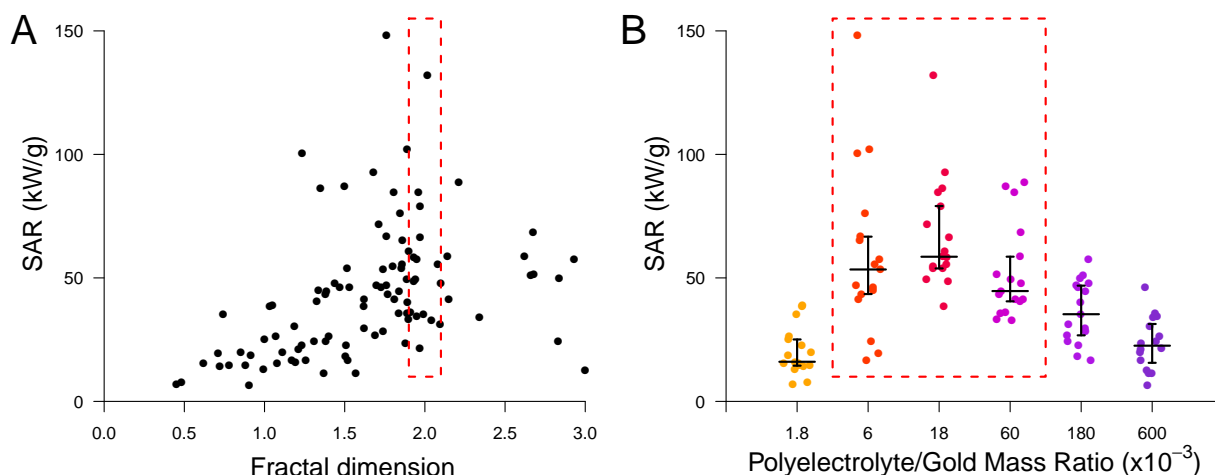 A
SAR (kW/g)
150
100
50
0
0.0 0.5 1.0 1.5 2.0 2.5 3.0
Fractal dimension
B
SAR (kW/g)
150
100
50
0
1.8 6 18 60 180 600
Polyelectrolyte/Gold Mass Ratio (x10⁻³)